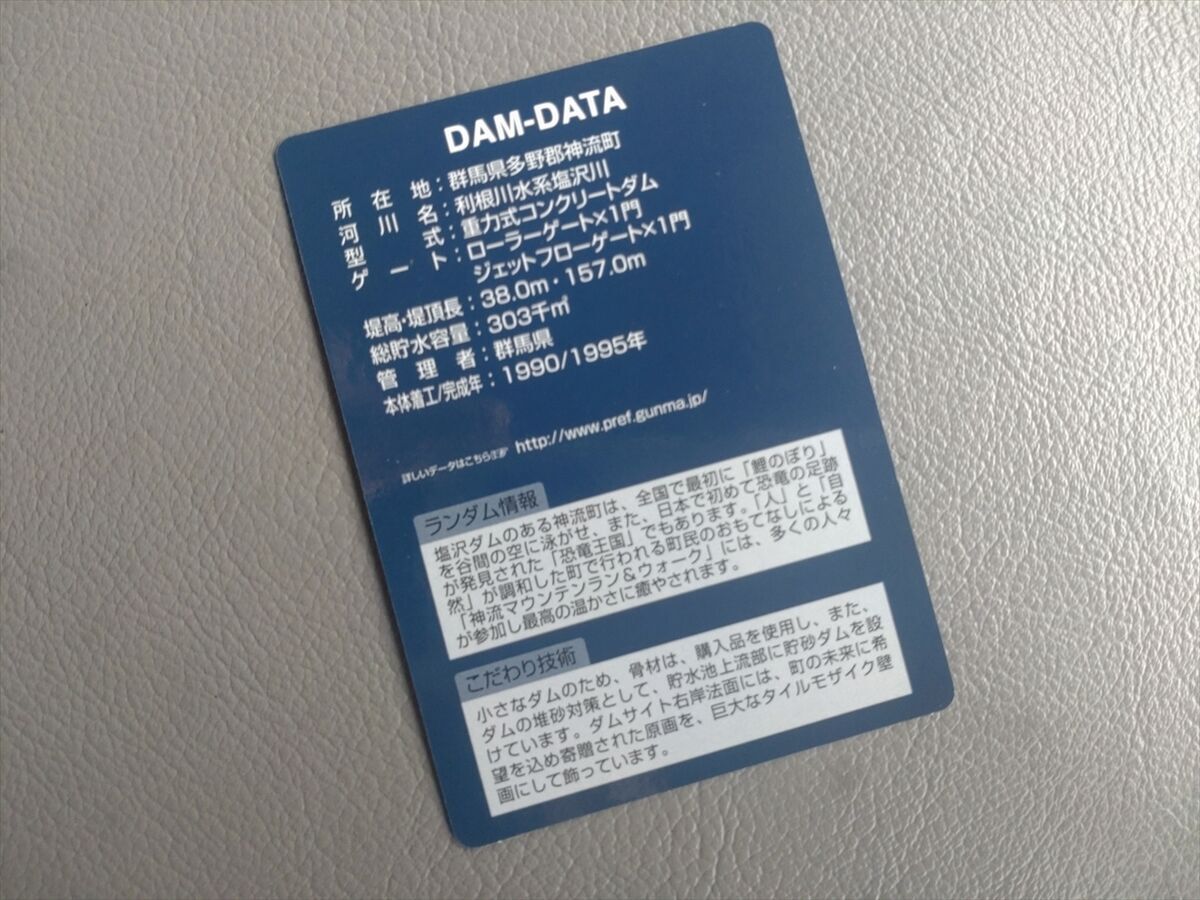 DAM-DATA
所在地：群馬県多野郡神流町
河川名：利根川水系塩沢川
型式：重力式コンクリートダム
ゲート：ローラーゲート×1門
ジェットフローゲート×1門
堤高・堤頂長：38.0m・157.0m
総貯水容量：303千㎥
管理者：群馬県
本体着工/完成年：1990/1995年
詳しいデータはこちら☞ http://www.pref.gunma.jp/
ランダム情報
塩沢ダムのある神流町は、全国で最初に「鯉のぼり」
を谷間の空に泳がせ、また、日本で初めて恐竜の足跡
が発見された「恐竜王国」でもあります。「人」と「自
然」が調和した町で行われる町民のおもてなしによる
「神流マウンテンラン＆ウォーク」には、多くの人々
が参加し最高の温かさに癒やされます。
こだわり技術
小さなダムのため、骨材は、購入品を使用し、また、
ダムの堆砂対策として、貯水池上流部に貯砂ダムを設
けています。ダムサイト右岸法面には、町の未来に希
望を込め寄贈された原画を、巨大なタイルモザイク壁
画にして飾っています。